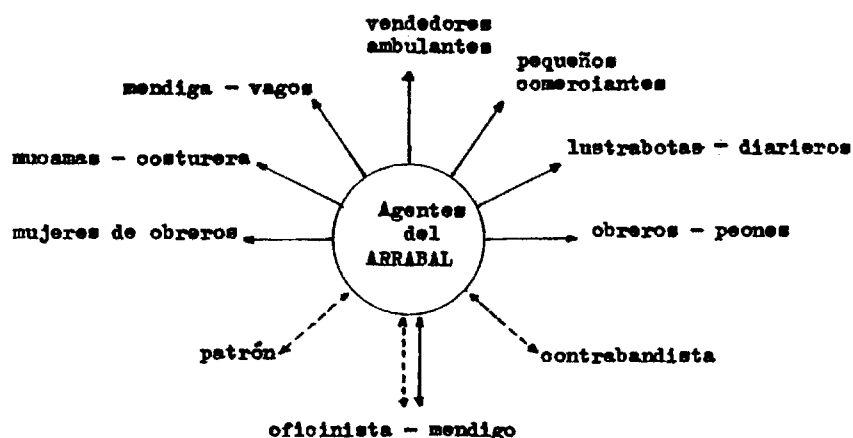 vendedores
ambulantes
pequeños
comerciantes
mendiga - vagos
lustrabotas - diarieros
mucamas - costurera
Agentes
del
ARRABAL
mujeres de obreros
obreros - peones
patrón
contrabandista
oficinista - mendigo